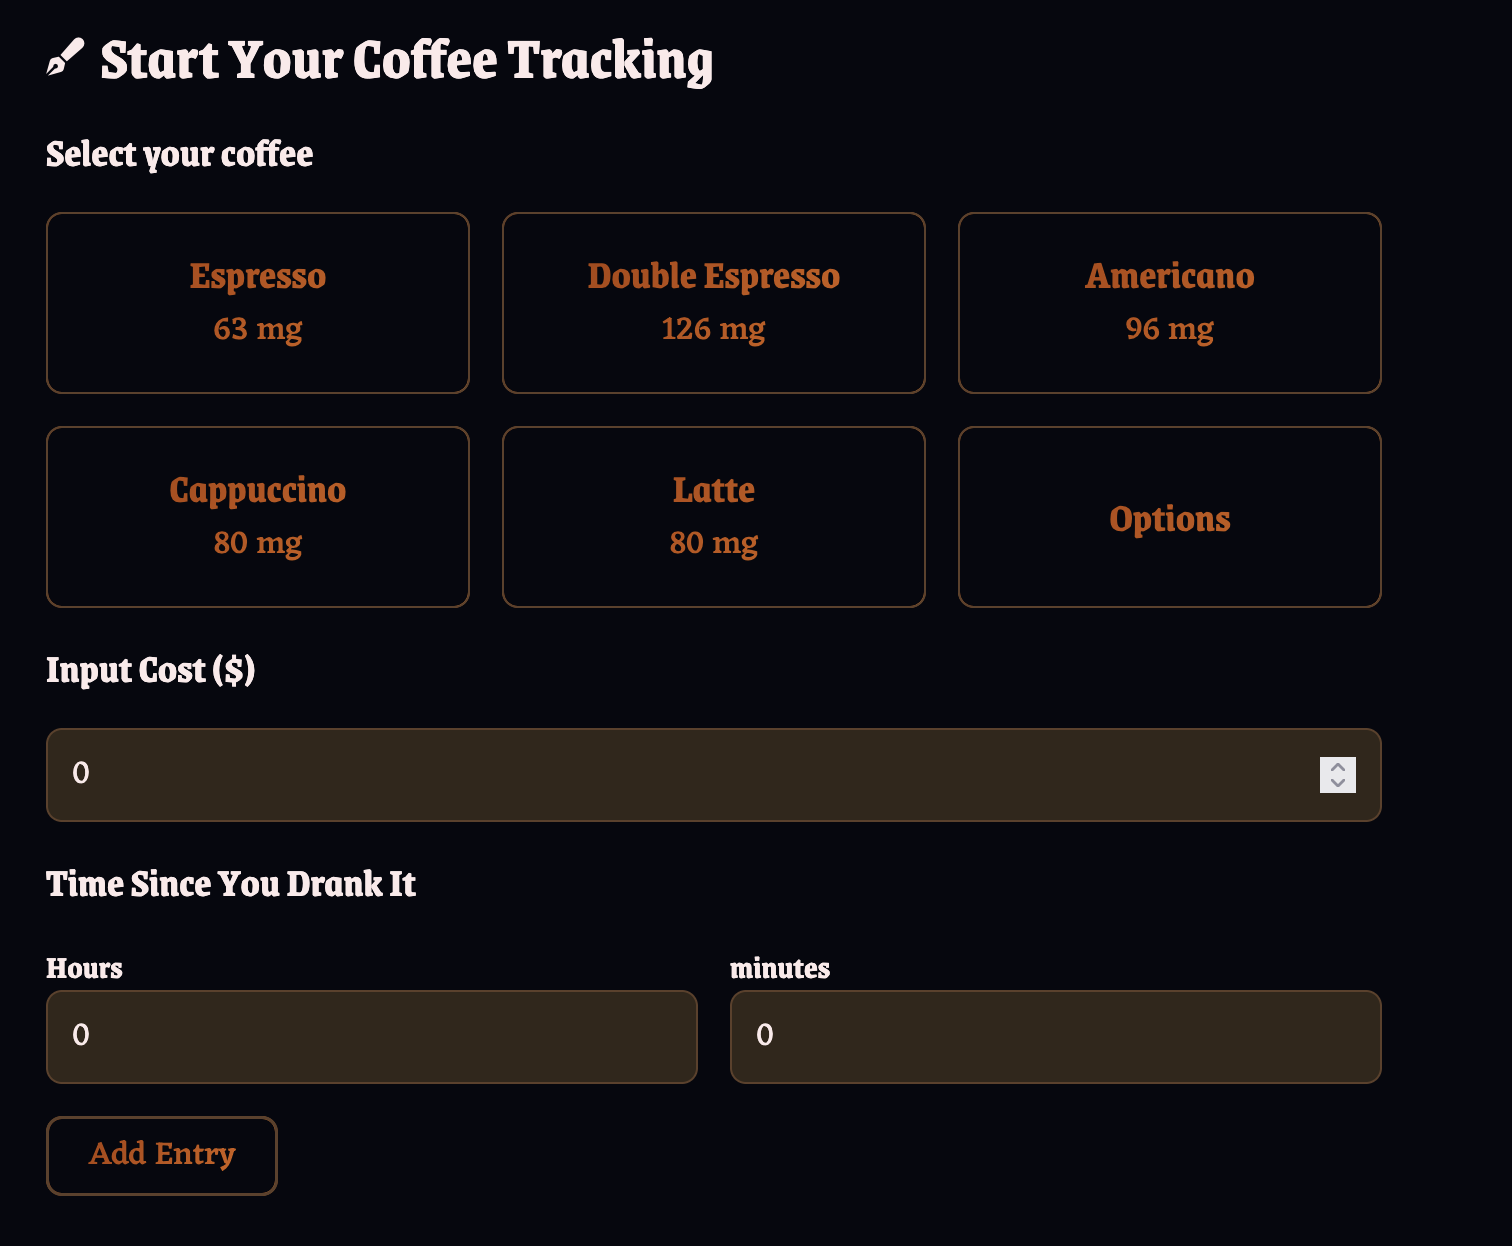 Start Your Coffee Tracking
Select your coffee
Espresso
63 mg
Double Espresso
126 mg
Americano
96 mg
Cappuccino
80 mg
Latte
80 mg
Options
Input Cost ($)
0
Time Since You Drank It
Hours
0
minutes
0
Add Entry